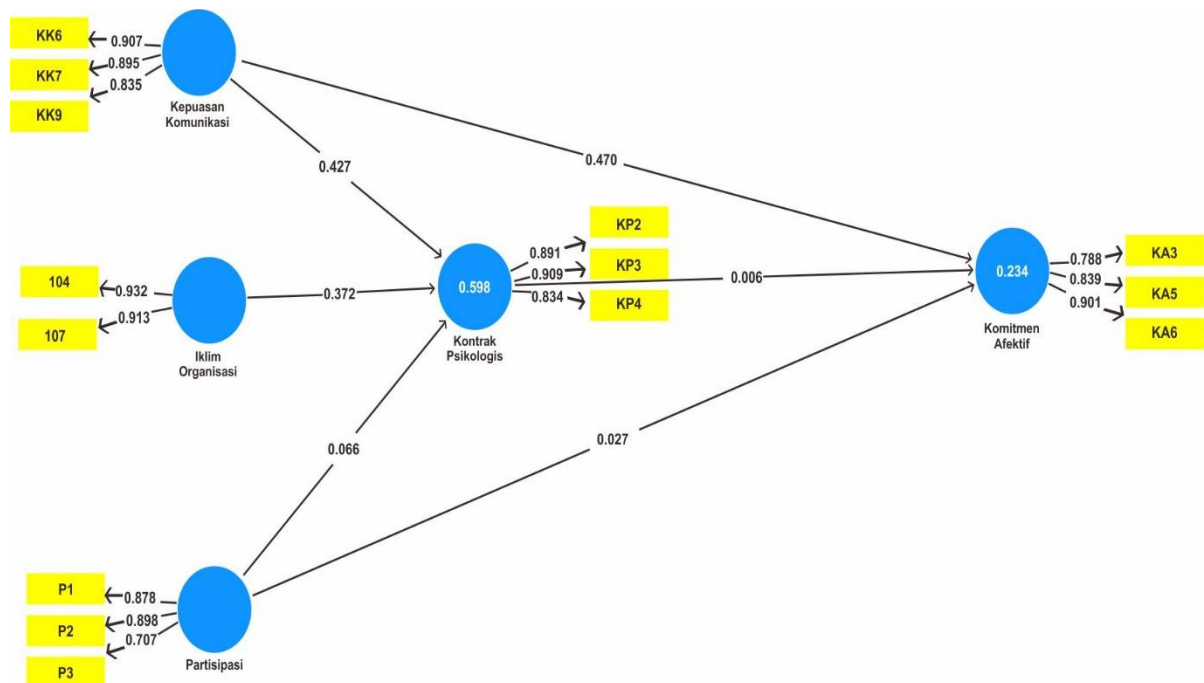 KK6
0.907
KK7
0.895
KK9
0.835
Kepuasan
Komunikasi
0.470
0.427
104
0.932
107
0.913
Iklim
Organisasi
0.372
0.598
Kontrak
Psikologis
KP2
0.891
KP3
0.909
KP4
0.834
0.006
0.234
Komitmen
Afektif
KA3
0.788
KA5
0.839
KA6
0.901
0.066
0.027
P1
0.878
P2
0.898
P3
0.707
Partisipasi